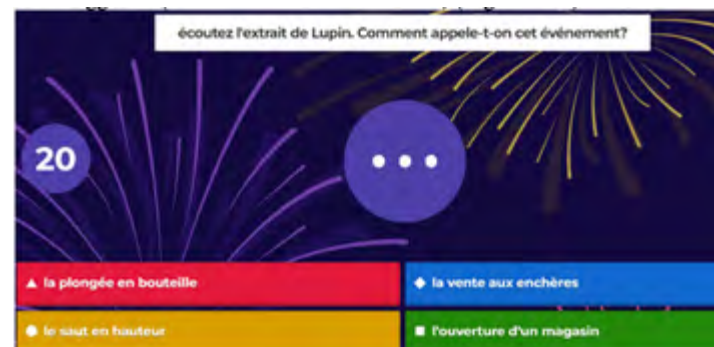 écoutez l'extrait de Lupin. Comment appele-t-on cet événement?
20
la plongée en bouteille
la vente aux enchères
le saut en hauteur
l'ouverture d'un magasin